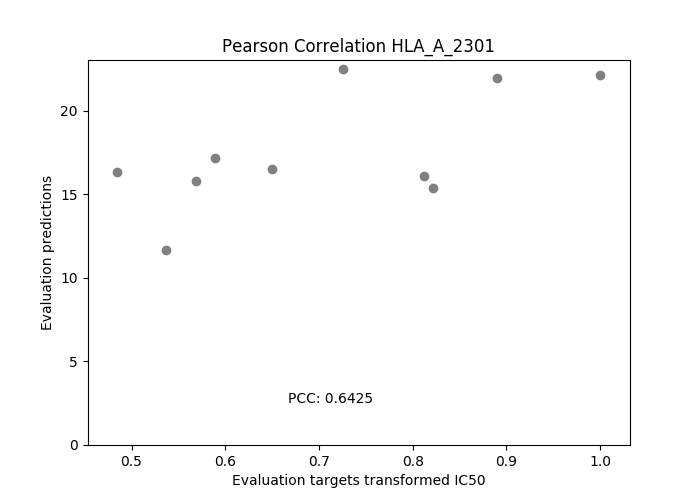 Pearson Correlation HLA_A_2301
20
15
10
5
0
Evaluation predictions
PCC: 0.6425
0.5 0.6 0.7 0.8 0.9 1.0
Evaluation targets transformed IC50